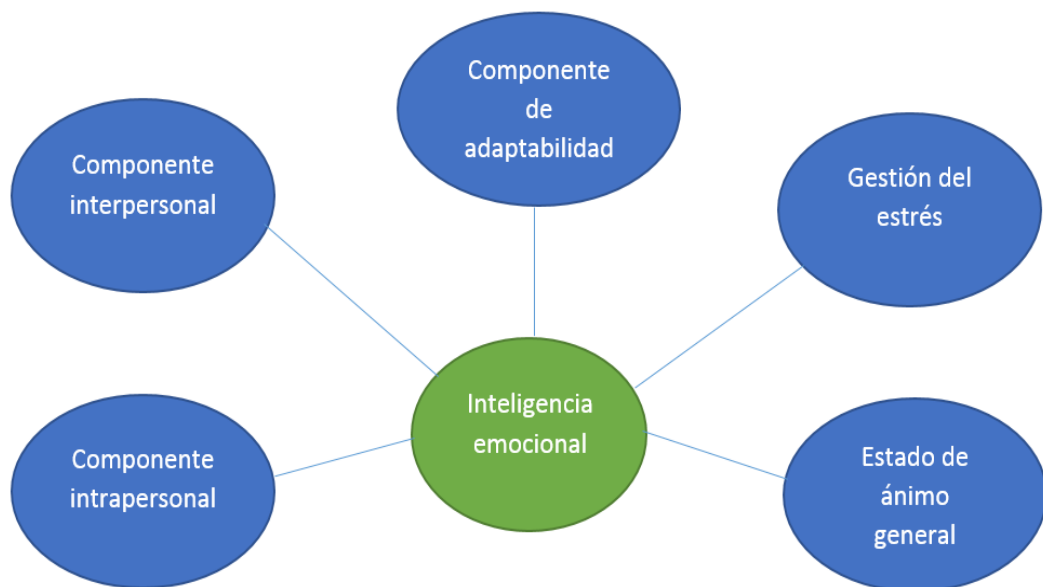 Componente
de
adaptabilidad
Componente
interpersonal
Gestión del
estrés
Inteligencia
emocional
Componente
intrapersonal
Estado de
ánimo
general